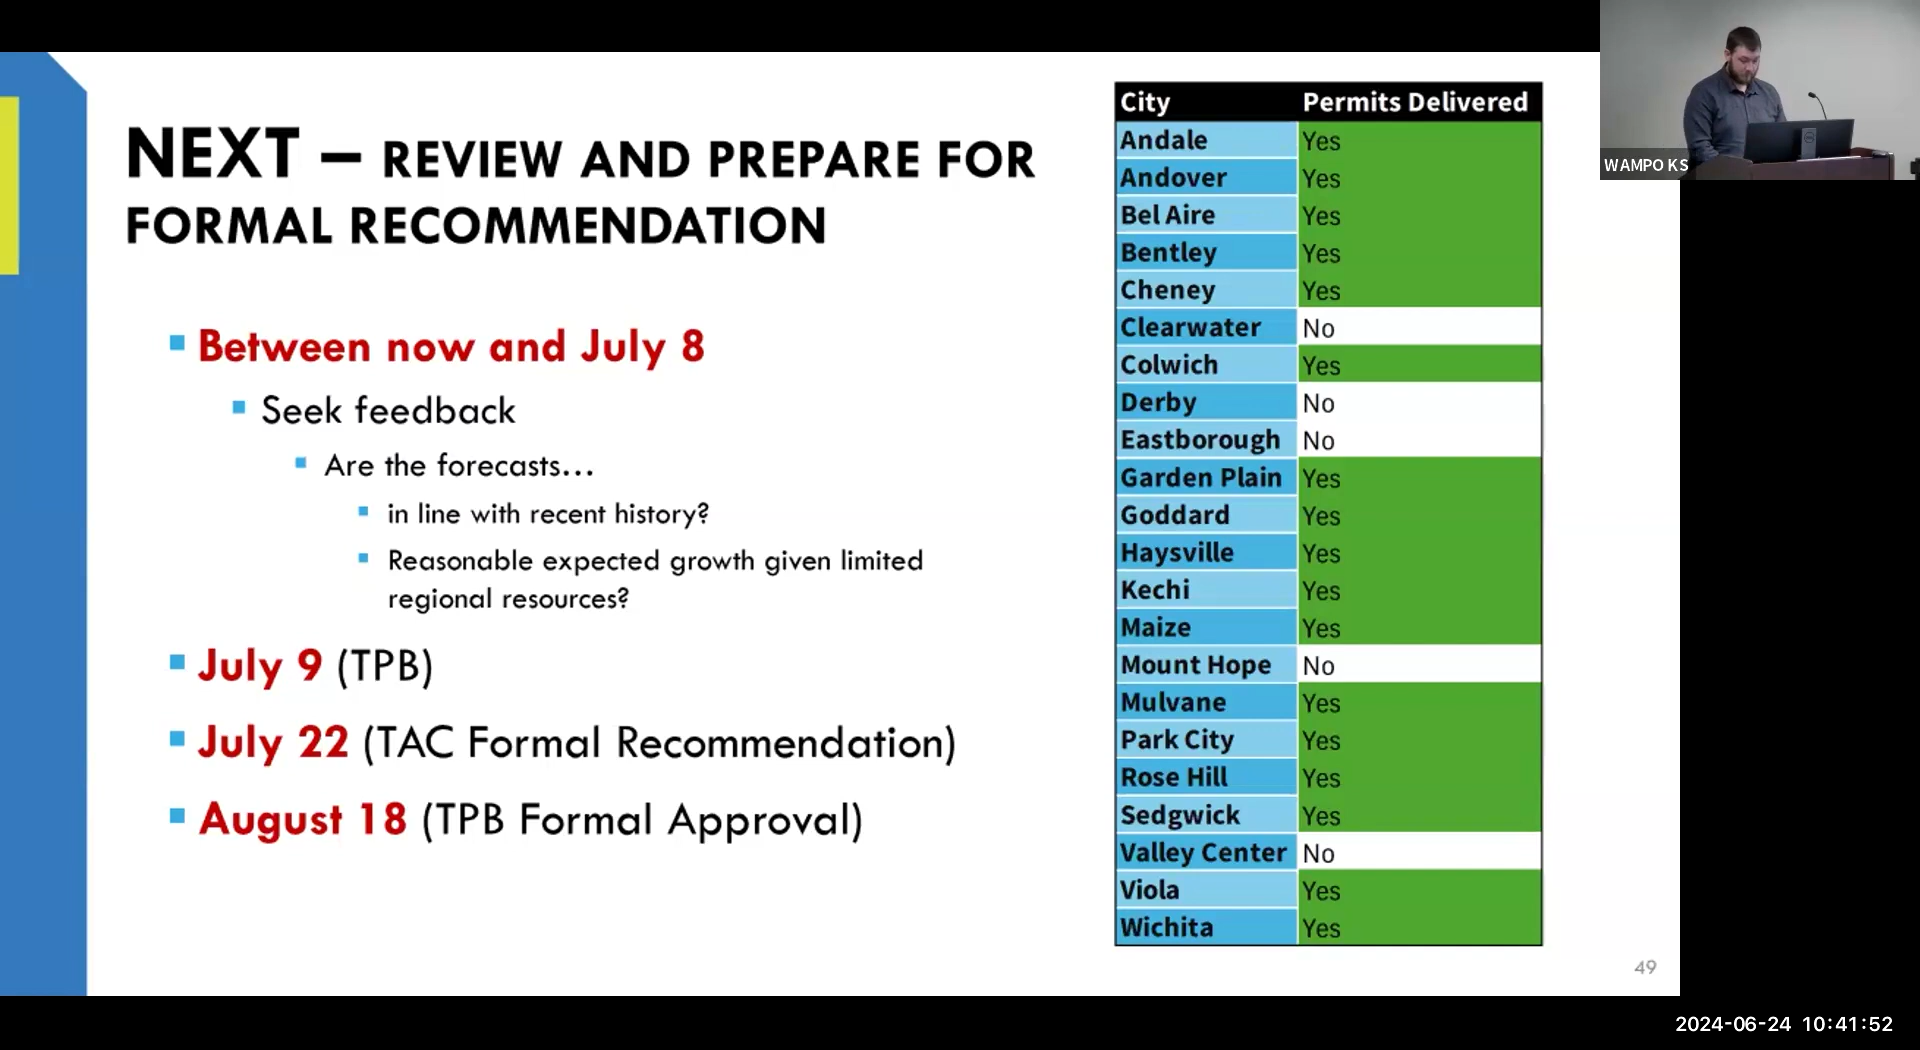 NEXT – REVIEW AND PREPARE FOR
FORMAL RECOMMENDATION
Between now and July 8
Seek feedback
Are the forecasts...
in line with recent history?
Reasonable expected growth given limited
regional resources?
July 9 (TPB)
July 22 (TAC Formal Recommendation)
August 18 (TPB Formal Approval)
City Permits Delivered
Andale Yes
Andover Yes
Bel Aire Yes
Bentley Yes
Cheney Yes
Clearwater No
Colwich Yes
Derby No
Eastborough No
Garden Plain Yes
Goddard Yes
Haysville Yes
Kechi Yes
Maize Yes
Mount Hope No
Mulvane Yes
Park City Yes
Rose Hill Yes
Sedgwick Yes
Valley Center No
Viola Yes
Wichita Yes
49
WAMPO KS
2024-06-24 10:41:52